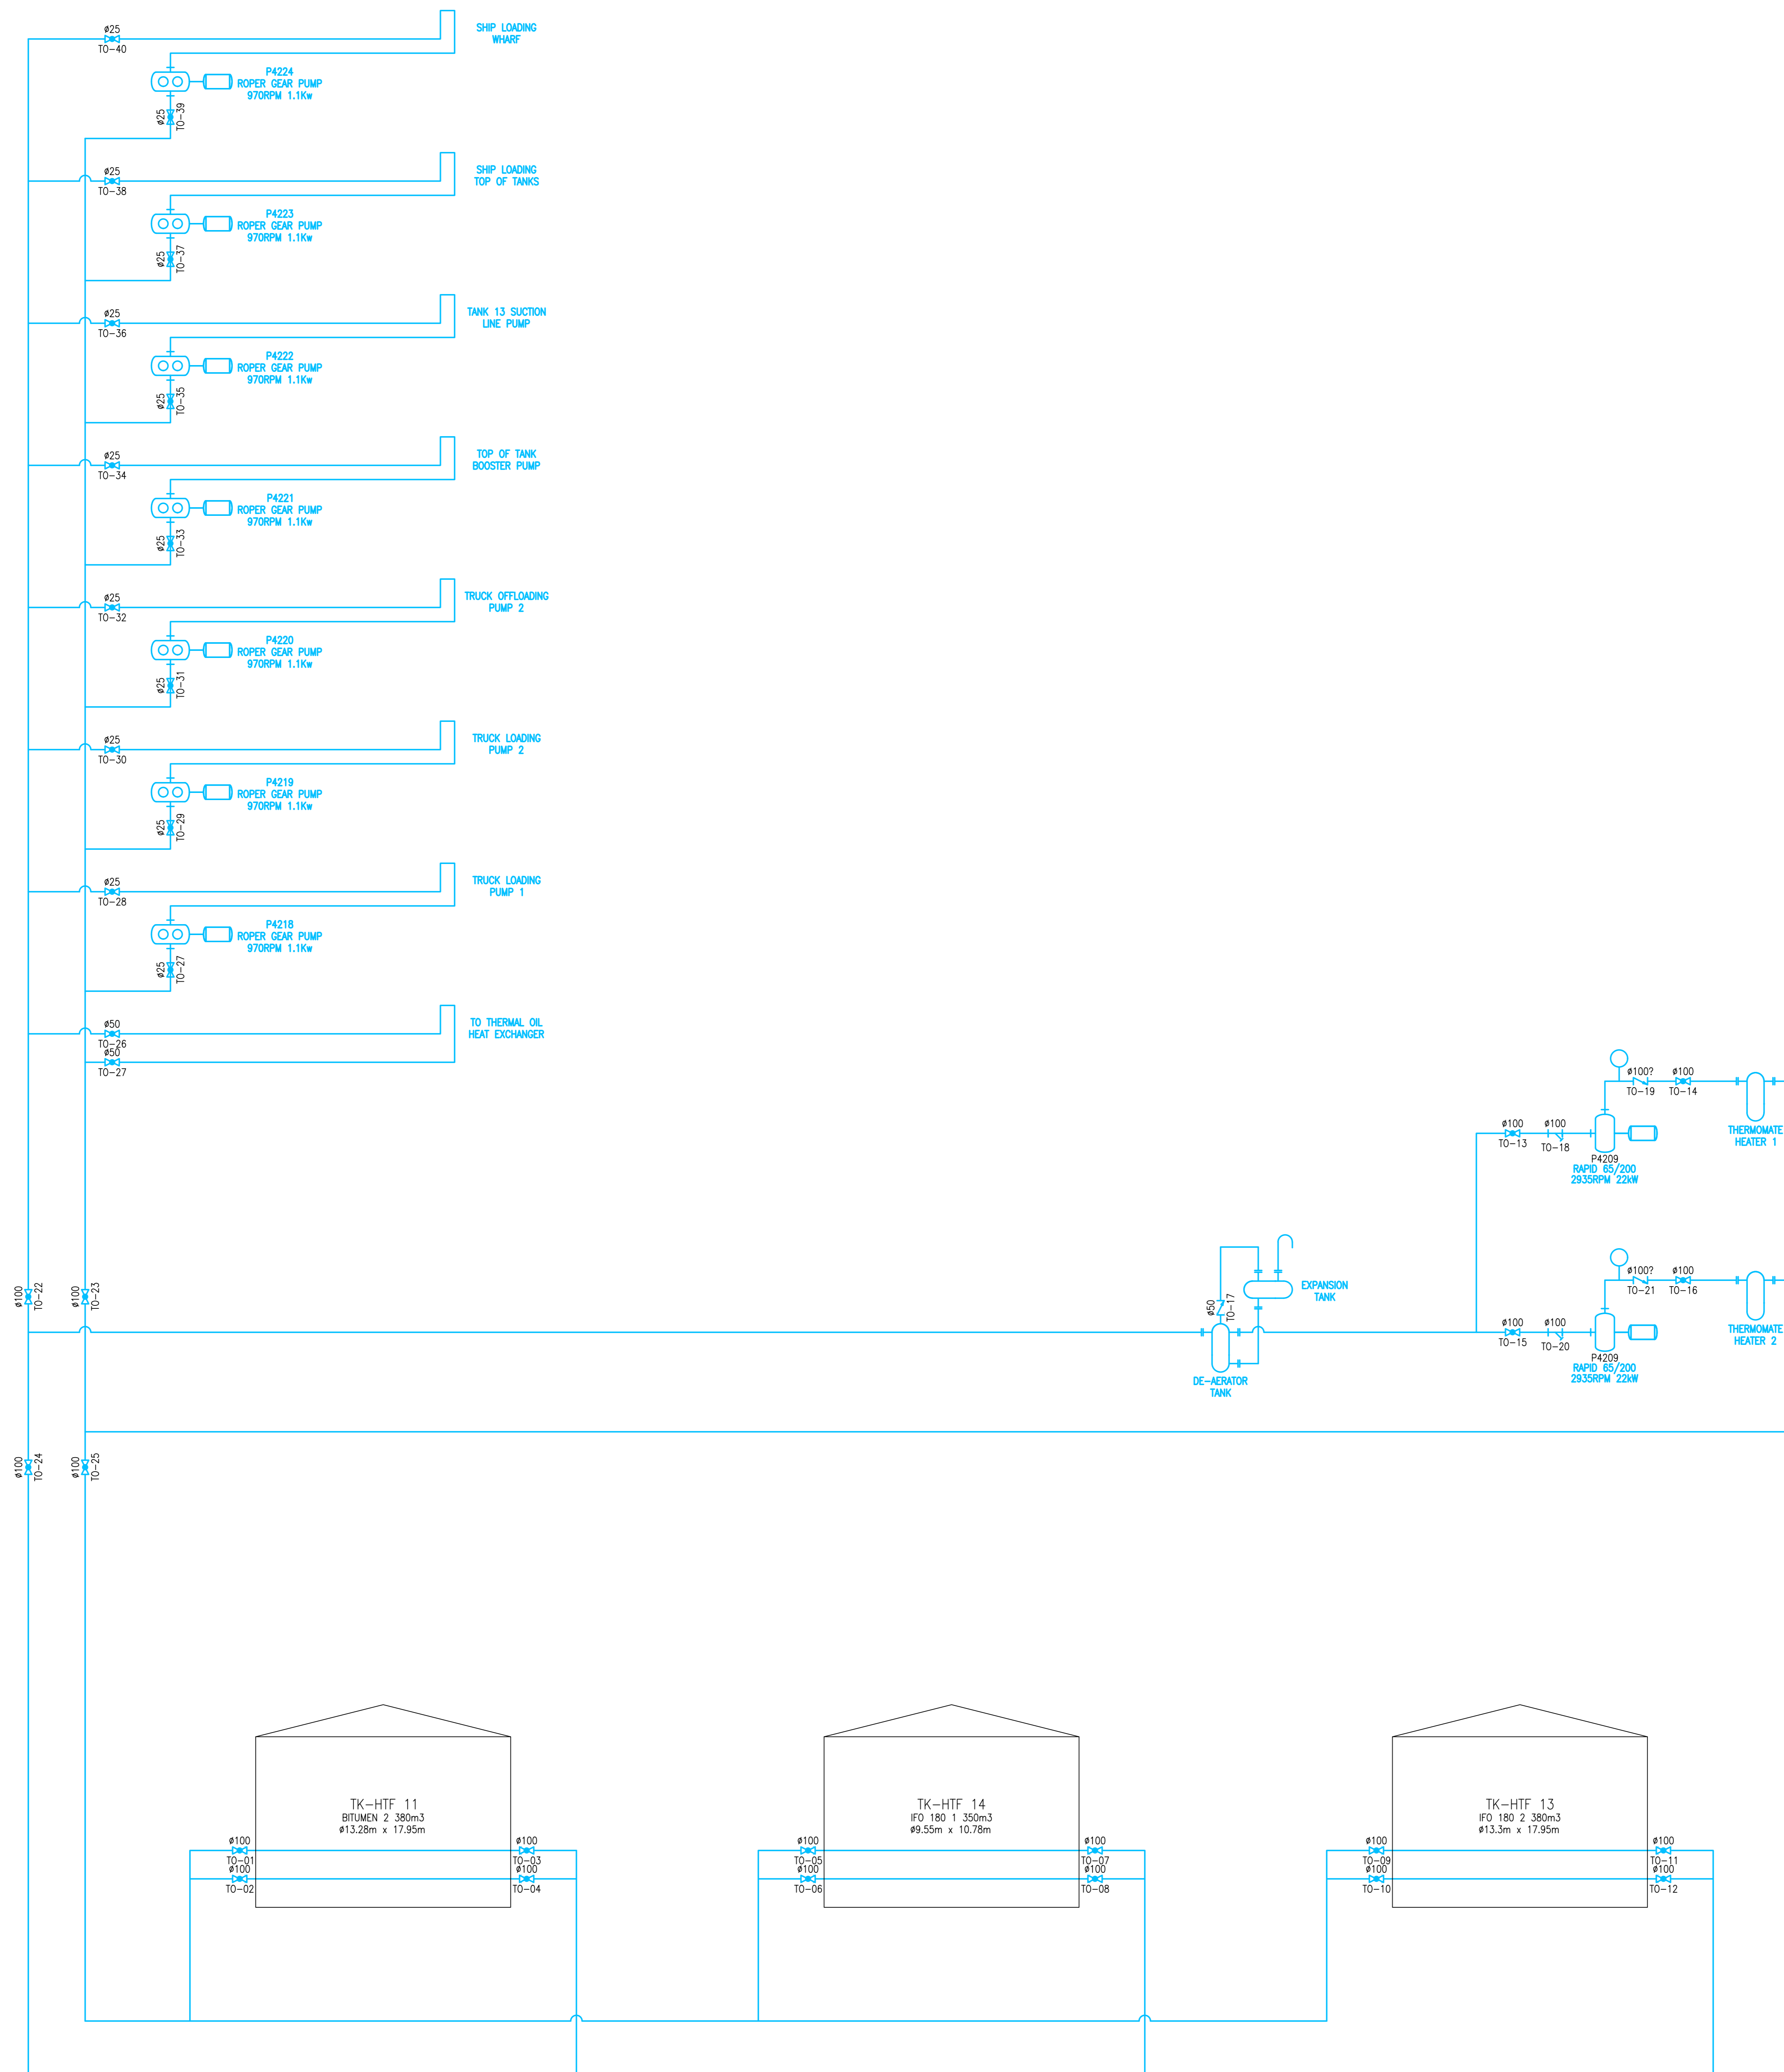 ø25
TO-40
SHIP LOADING
WHARF
P4224
ROPER GEAR PUMP
970RPM 1.1Kw
ø25
TO-39
ø25
TO-38
SHIP LOADING
TOP OF TANKS
P4223
ROPER GEAR PUMP
970RPM 1.1Kw
ø25
TO-37
ø25
TO-36
TANK 13 SUCTION
LINE PUMP
P4222
ROPER GEAR PUMP
970RPM 1.1Kw
ø25
TO-35
ø25
TO-34
TOP OF TANK
BOOSTER PUMP
P4221
ROPER GEAR PUMP
970RPM 1.1Kw
ø25
TO-33
ø25
TO-32
TRUCK OFFLOADING
PUMP 2
P4220
ROPER GEAR PUMP
970RPM 1.1Kw
ø25
TO-31
ø25
TO-30
TRUCK LOADING
PUMP 2
P4219
ROPER GEAR PUMP
970RPM 1.1Kw
ø25
TO-29
ø25
TO-28
TRUCK LOADING
PUMP 1
P4218
ROPER GEAR PUMP
970RPM 1.1Kw
ø25
TO-27
ø50
TO-26
TO THERMAL OIL
HEAT EXCHANGER
ø50
TO-27
ø100?
TO-19
ø100
TO-14
ø100
TO-13
ø100
TO-18
P4209
RAPID 65/200
2935RPM 22kW
THERMOMATE
HEATER 1
ø100
TO-22
ø100
TO-23
ø50
TO-17
EXPANSION
TANK
DE-AERATOR
TANK
ø100?
TO-21
ø100
TO-16
ø100
TO-15
ø100
TO-20
P4209
RAPID 65/200
2935RPM 22kW
THERMOMATE
HEATER 2
ø100
TO-24
ø100
TO-25
TK-HTF 11
BITUMEN 2 380m3
ø13.28m x 17.95m
ø100
TO-01
ø100
TO-02
ø100
TO-03
ø100
TO-04
TK-HTF 14
IFO 180 1 350m3
ø9.55m x 10.78m
ø100
TO-05
ø100
TO-06
ø100
TO-07
ø100
TO-08
TK-HTF 13
IFO 180 2 380m3
ø13.3m x 17.95m
ø100
TO-09
ø100
TO-10
ø100
TO-11
ø100
TO-12